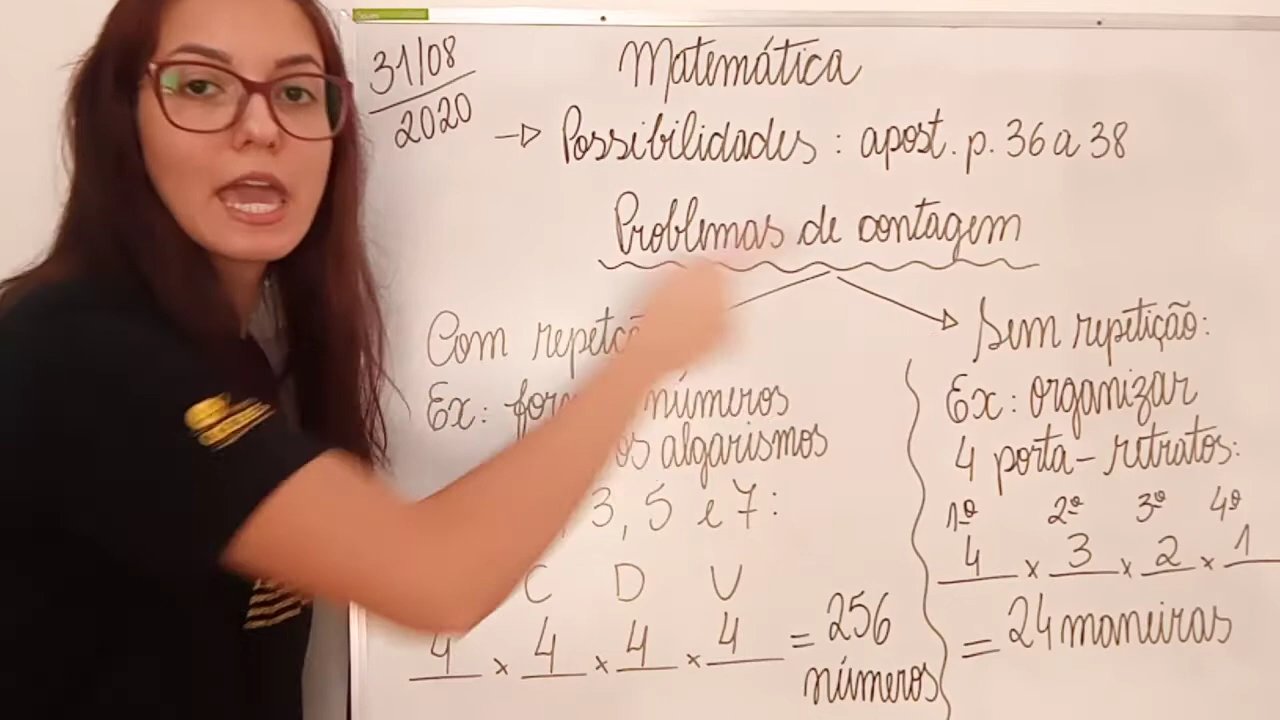 31/08
2020
Matemática
→ Possibilidades: apost. p. 36 a 38
Problemas de contagem
Com
Ex: números
os algarismos
3, 5 e 7:
C D U
4 x 4 x 4 x 4 = 256
números
Sem repetição:
Ex: organizar
4 porta-retratos:
1º 2º 3º 4º
4 x 3 x 2 x 1
= 24 maneiras